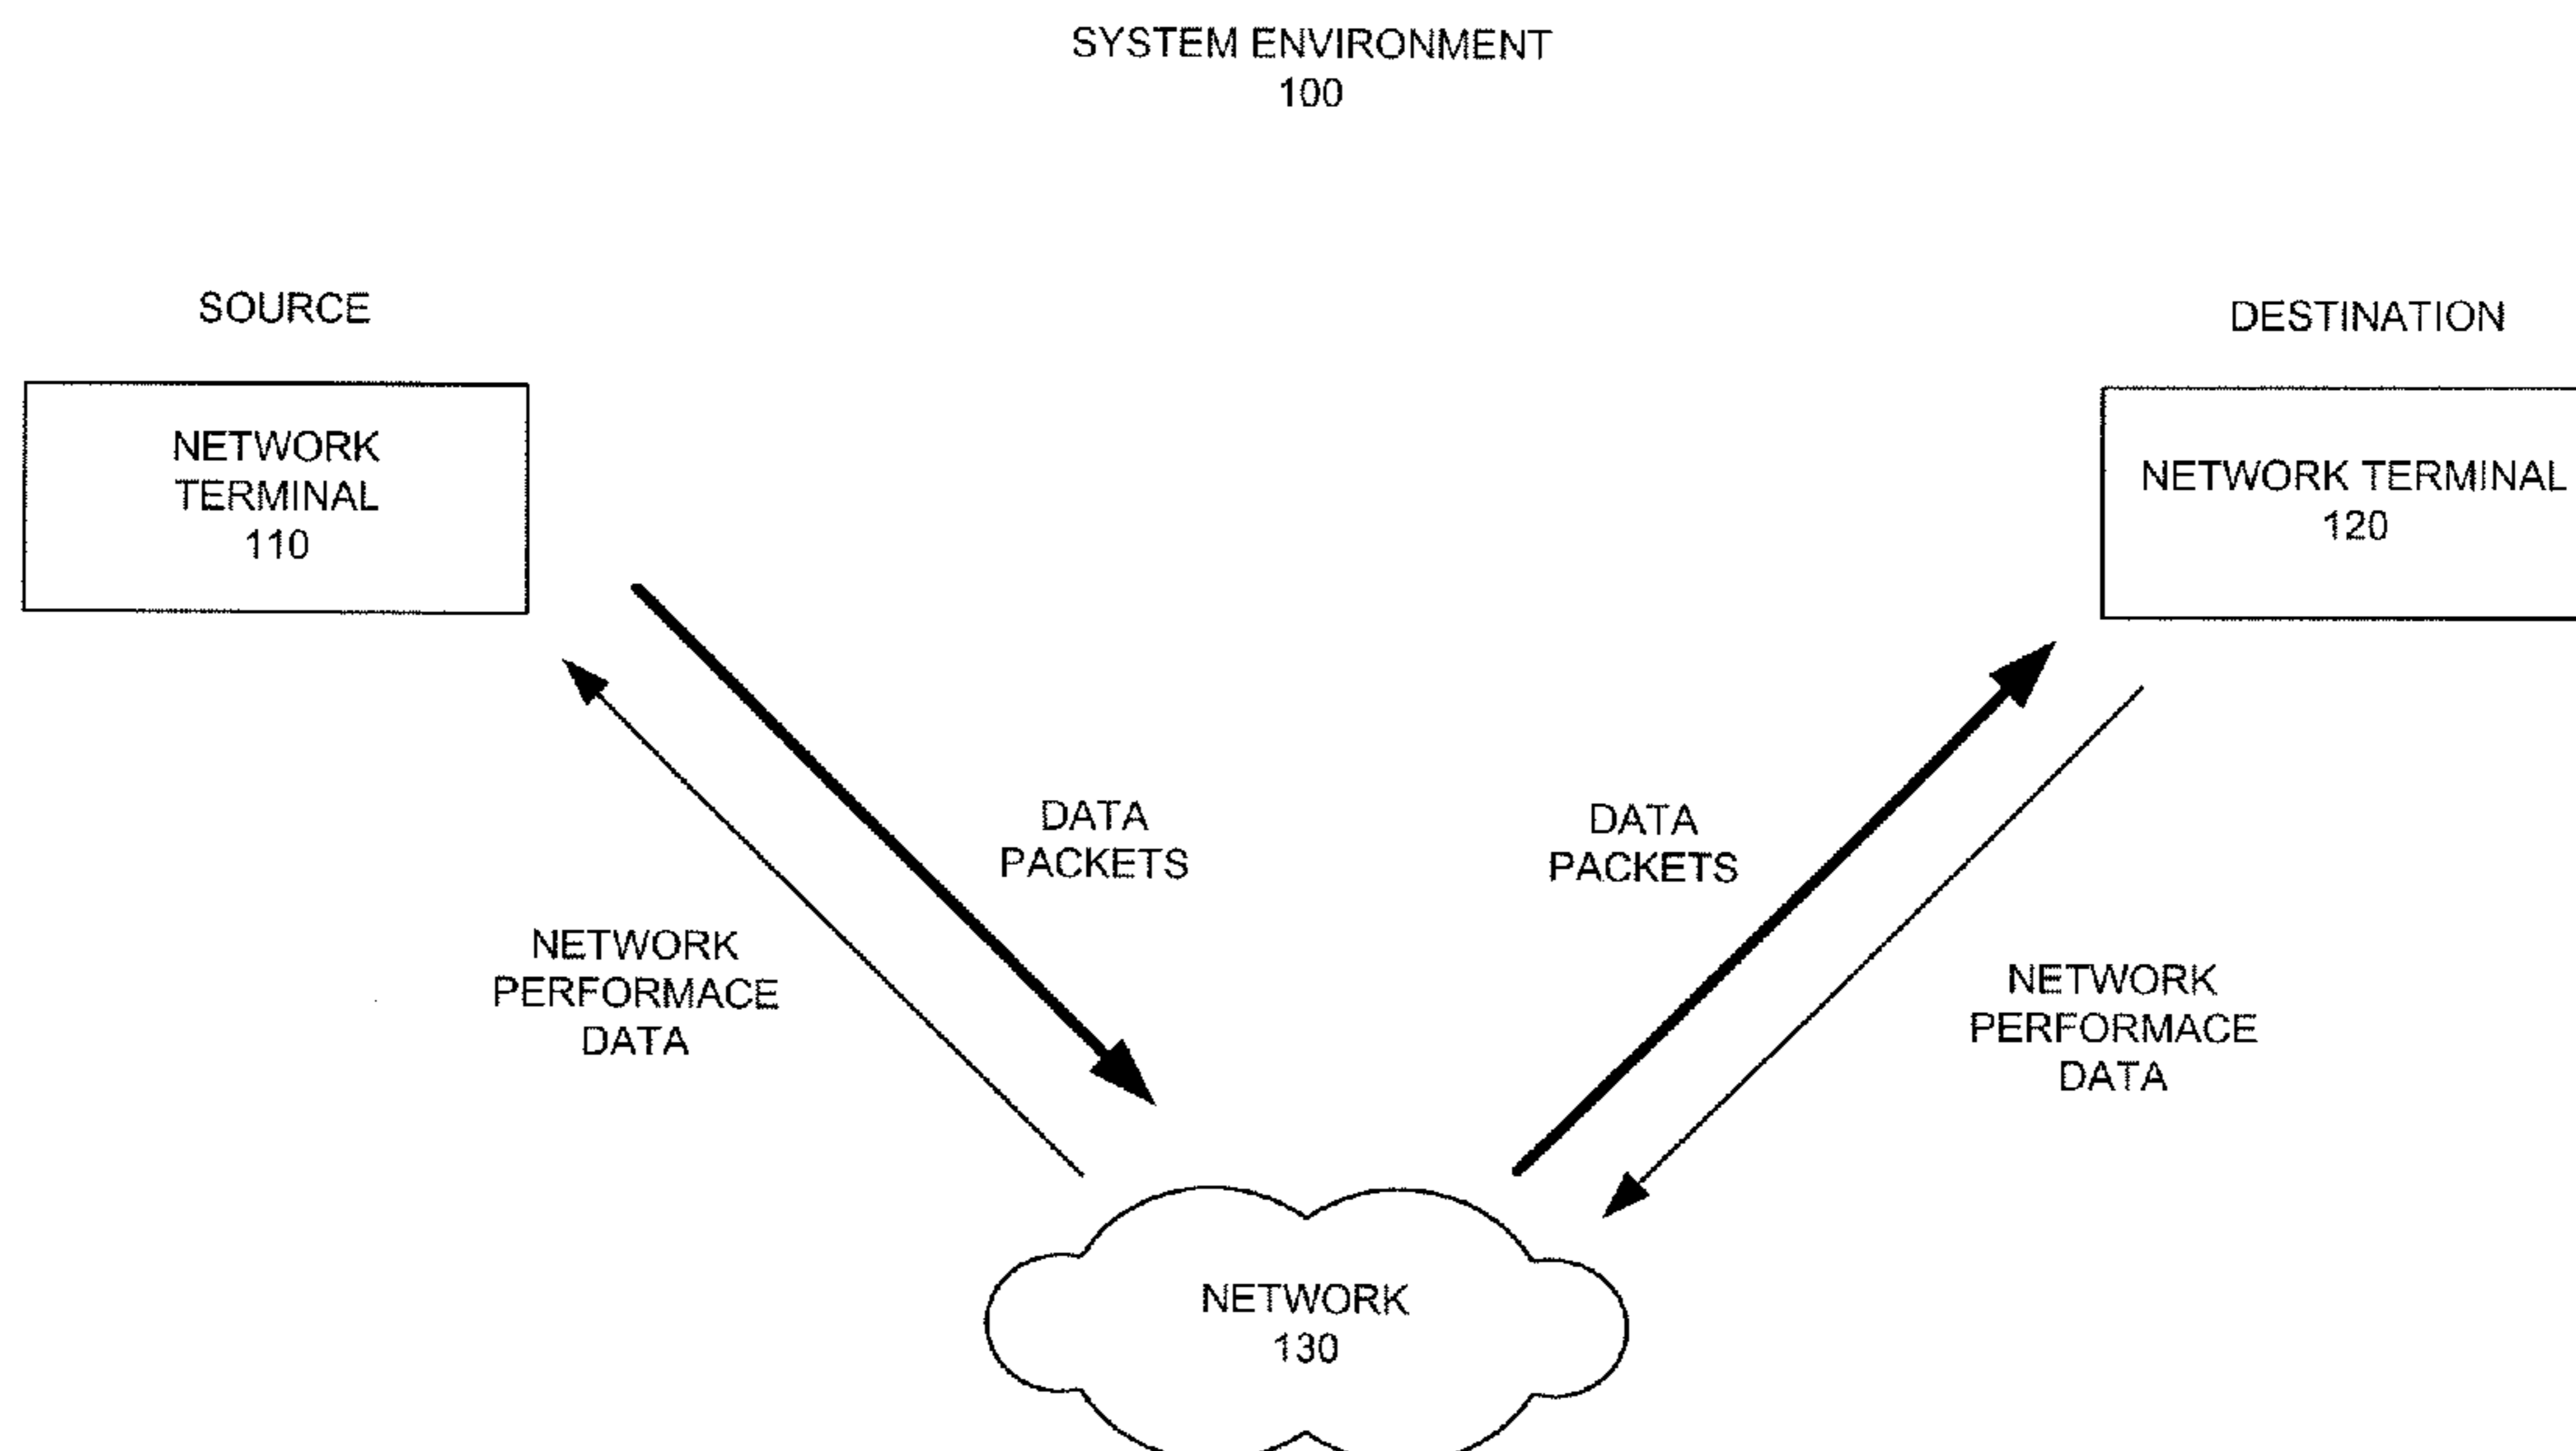 SYSTEM ENVIRONMENT
100
SOURCE
DESTINATION
NETWORK
TERMINAL
110
NETWORK TERMINAL
120
DATA
PACKETS
DATA
PACKETS
NETWORK
PERFORMACE
DATA
NETWORK
PERFORMACE
DATA
NETWORK
130